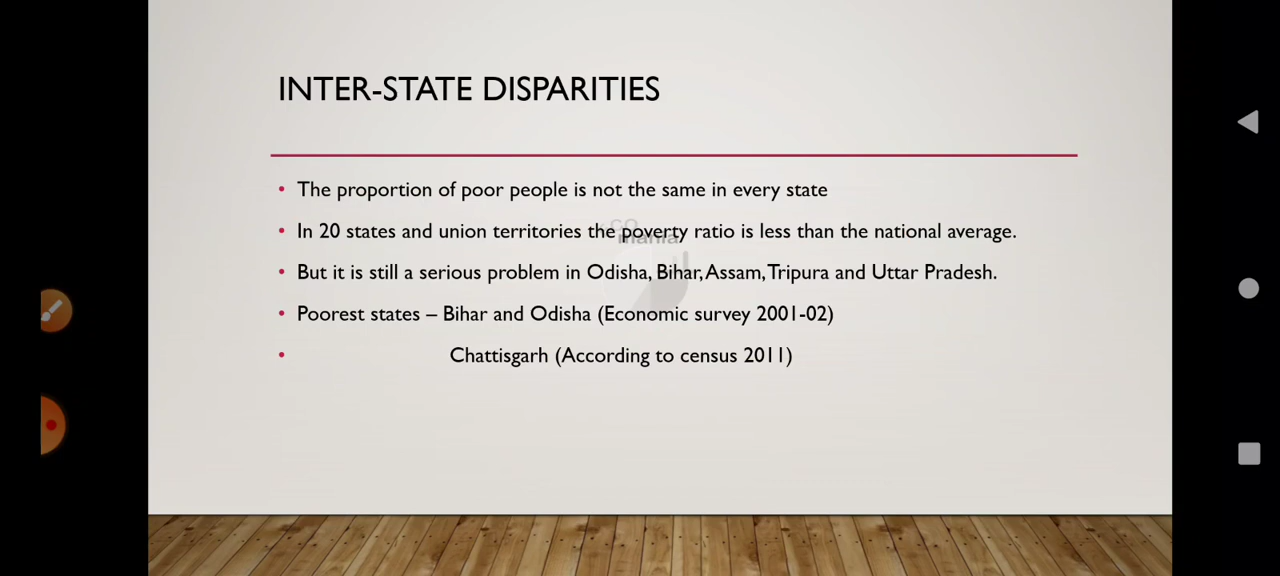 INTER-STATE DISPARITIES
• The proportion of poor people is not the same in every state
• In 20 states and union territories the poverty ratio is less than the national average.
• But it is still a serious problem in Odisha, Bihar, Assam, Tripura and Uttar Pradesh.
• Poorest states – Bihar and Odisha (Economic survey 2001-02)
• Chattisgarh (According to census 2011)
co
mania